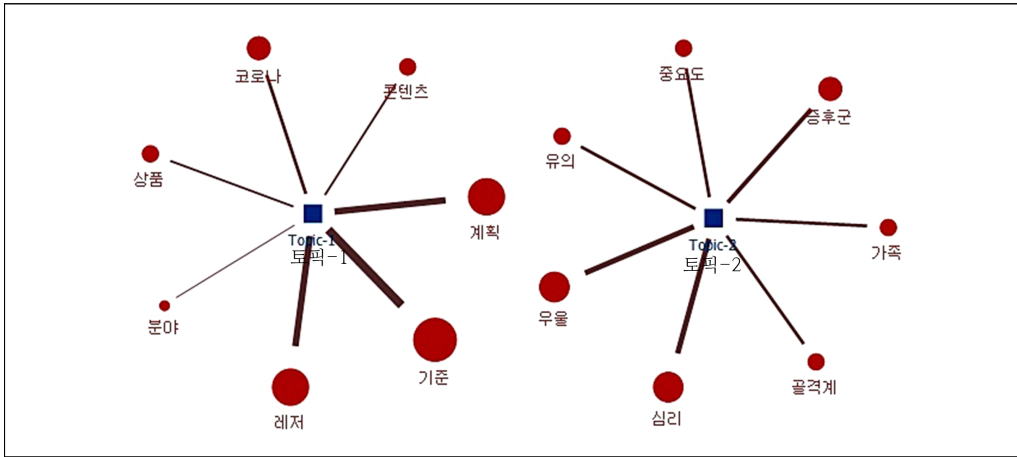 코로나
콘텐츠
상품
계획
Topic-1
토픽-1
분야
기준
레저
중요도
증후군
유의
가족
Topic-2
토픽-2
우울
심리
골격계